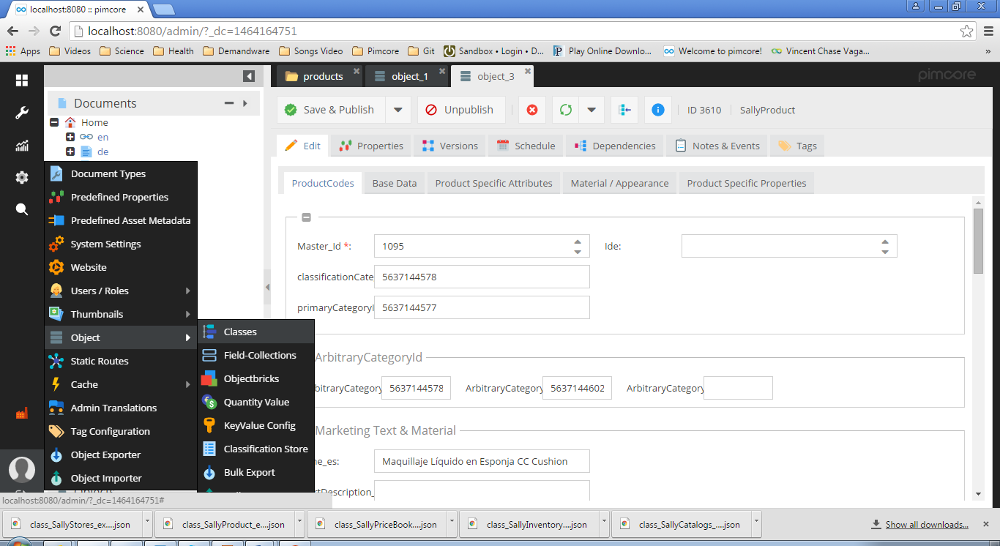 localhost:8080 :: pimcore
localhost:8080/admin/?_dc=1464164751
Apps Videos Science Health Demandware Songs Video Pimcore Git Sandbox • Login • D... Play Online Downlo... Welcome to pimcore! Vincent Chase Vaga... »
products object_1 object_3 pimcore
Documents
Home
en
de
Save & Publish Unpublish ID 3610 SallyProduct
Edit Properties Versions Schedule Dependencies Notes & Events Tags
ProductCodes Base Data Product Specific Attributes Material / Appearance Product Specific Properties
Master_Id *: 1095 Ide:
classificationCate 5637144578
primaryCategoryI 5637144577
ArbitraryCategoryId
bitraryCategory 5637144578 ArbitraryCategory 5637144602 ArbitraryCategory
Marketing Text & Material
ne_es: Maquillaje Líquido en Esponja CC Cushion
rtDescription_
Document Types
Predefined Properties
Predefined Asset Metadata
System Settings
Website
Users / Roles
Thumbnails
Object
Static Routes
Cache
Admin Translations
Tag Configuration
Object Exporter
Object Importer
Classes
Field-Collections
Objectbricks
Quantity Value
KeyValue Config
Classification Store
Bulk Export
localhost:8080/admin/?_dc=1464164751#
class_SallyStores_ex....json class_SallyProduct_e....json class_SallyPriceBook....json class_SallyInventory....json class_SallyCatalogs_....json Show all downloads...